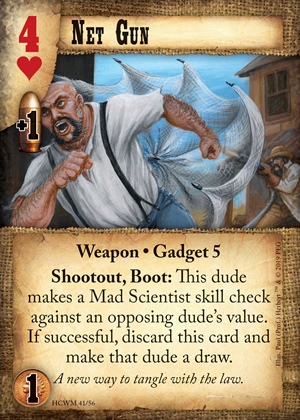 4
NET GUN
+1
Weapon • Gadget 5
Shootout, Boot: This dude
makes a Mad Scientist skill check
against an opposing dude's value.
If successful, discard this card and
make that dude a draw.
A new way to tangle with the law.
1
HCWM 41/56